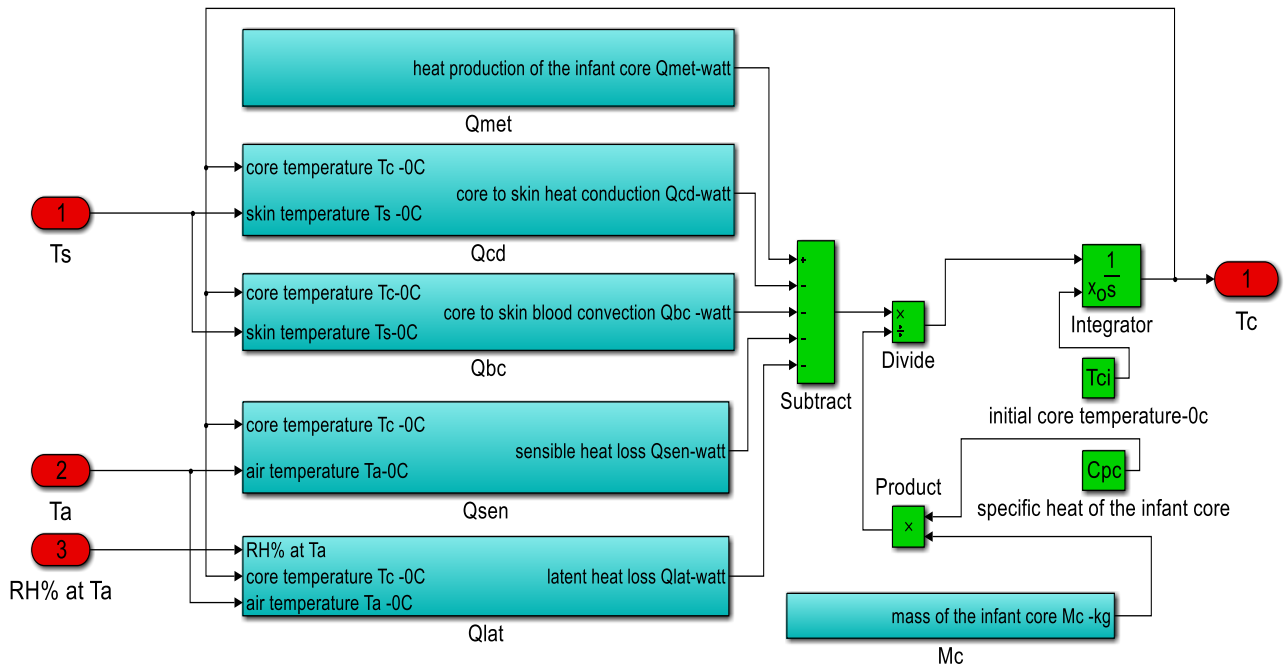 heat production of the infant core Qmet-watt
Qmet
core temperature Tc -0C
core to skin heat conduction Qcd-watt
skin temperature Ts -0C
Qcd
1
Ts
core temperature Tc-0C
core to skin blood convection Qbc -watt
skin temperature Ts-0C
Qbc
core temperature Tc -0C
sensible heat loss Qsen-watt
air temperature Ta-0C
Qsen
2
Ta
3
RH% at Ta
RH% at Ta
core temperature Tc -0C
latent heat loss Qlat-watt
air temperature Ta -0C
Qlat
+
-
-
-
-
Subtract
×
÷
Divide
1
xos
Integrator
1
Tc
Tci
initial core temperature-0c
Cpc
specific heat of the infant core
Product
×
mass of the infant core Mc -kg
Mc